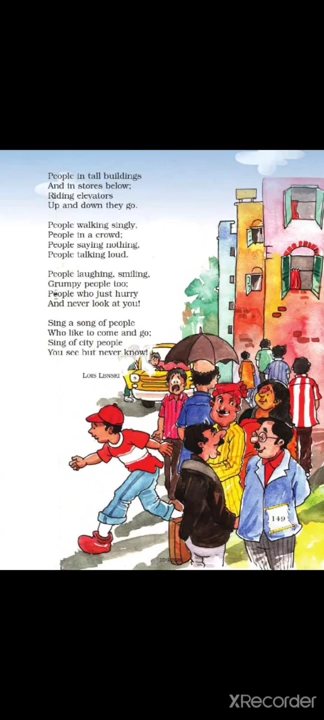 People in tall buildings
And in stores below;
Riding elevators
Up and down they go.
People walking singly,
People in a crowd;
People saying nothing,
People talking loud.
People laughing, smiling,
Grumpy people too;
People who just hurry
And never look at you!
Sing a song of people
Who like to come and go;
Sing of city people
You see but never know!
LOIS LENSKI
149
XRecorder